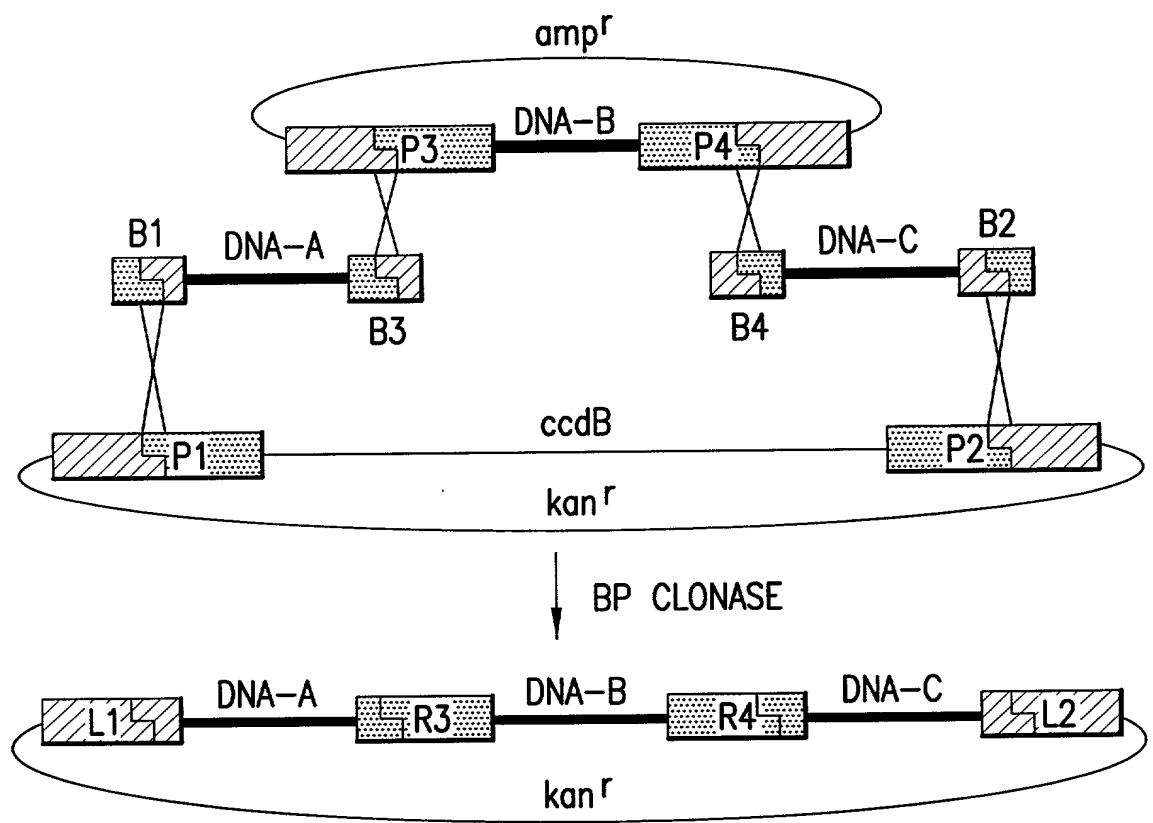 amp r
DNA-B
P3 P4
B1 DNA-A DNA-C B2
B3 B4
ccdB
P1 P2
kan r
BP CLONASE
DNA-A DNA-B DNA-C
L1 R3 R4 L2
kan r